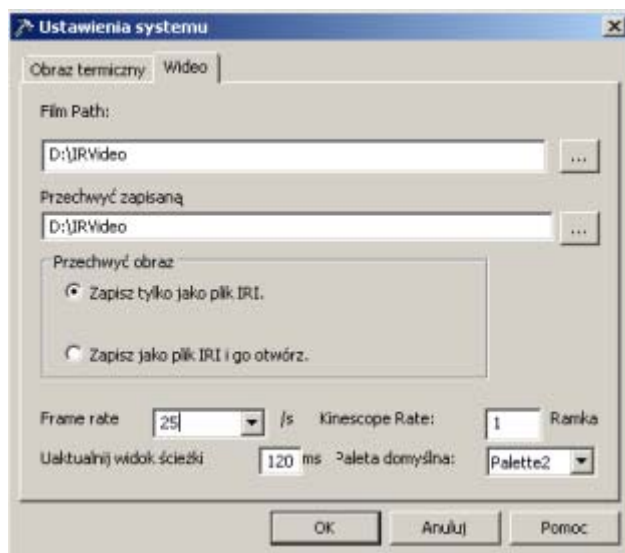 Ustawienia systemu
Obraz termiczny Wideo
Film Path:
D:\IRVideo ...
Przechwyć zapisaną
D:\IRVideo ...
Przechwyć obraz
Zapisz tylko jako plik IRI.
Zapisz jako plik IRI i go otwórz.
Frame rate 25 /s Kinescope Rate: 1 Ramka
Uaktualnij widok ścieżki 120 ms Paleta domyślna: Palette2
OK Anuluj Pomoc